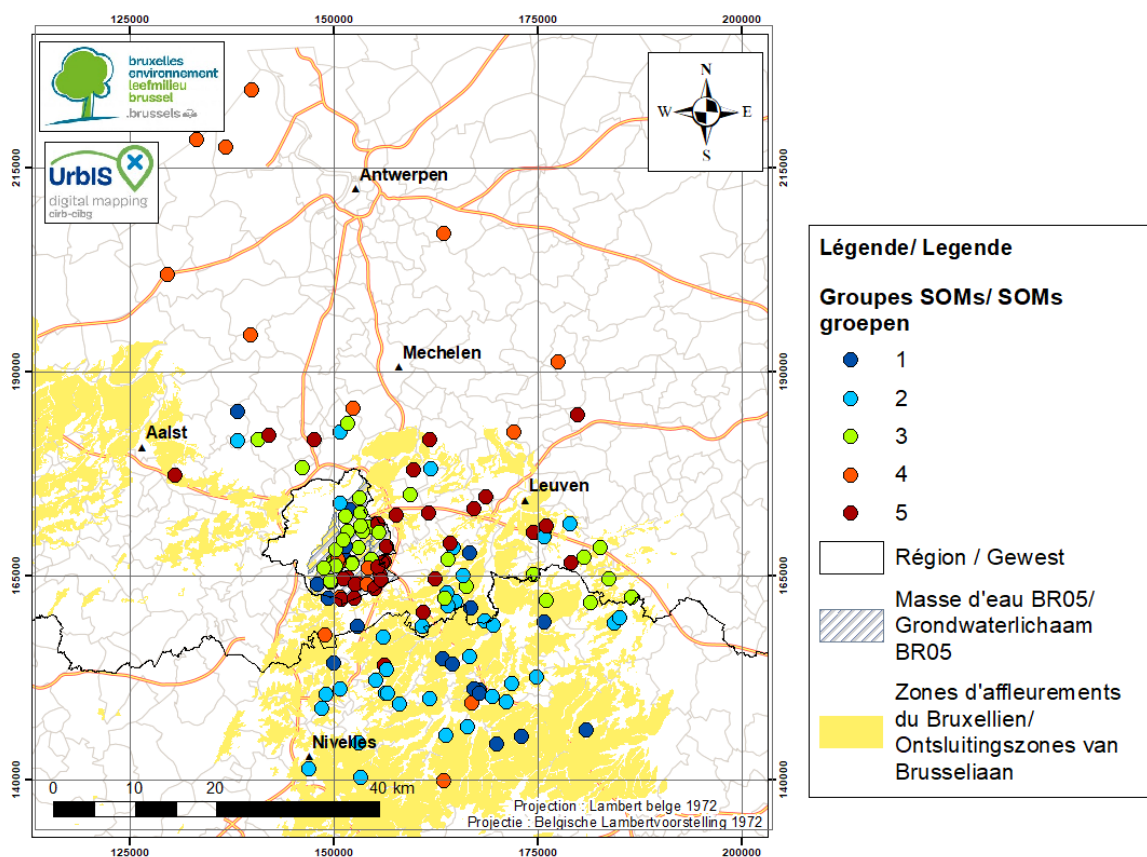 125000 150000 175000 200000
bruxelles
environnement
leefmilieu
brussel
.brussels
UrbIS
digital mapping
cirb-cibg
N
W E
S
215000 215000
Antwerpen
Mechelen
190000 190000
Aalst
Leuven
165000 165000
Nivelles
140000 140000
0 10 20 40 km
Projection : Lambert belge 1972
Projectie : Belgische Lambertvoorstelling 1972
125000 150000 175000 200000
Légende/ Legende
Groupes SOMs/ SOMs
groepen
1
2
3
4
5
Région / Gewest
Masse d'eau BR05/
Grondwaterlichaam
BR05
Zones d'affleurements
du Bruxellien/
Ontsluitingszones van
Brusseliaan